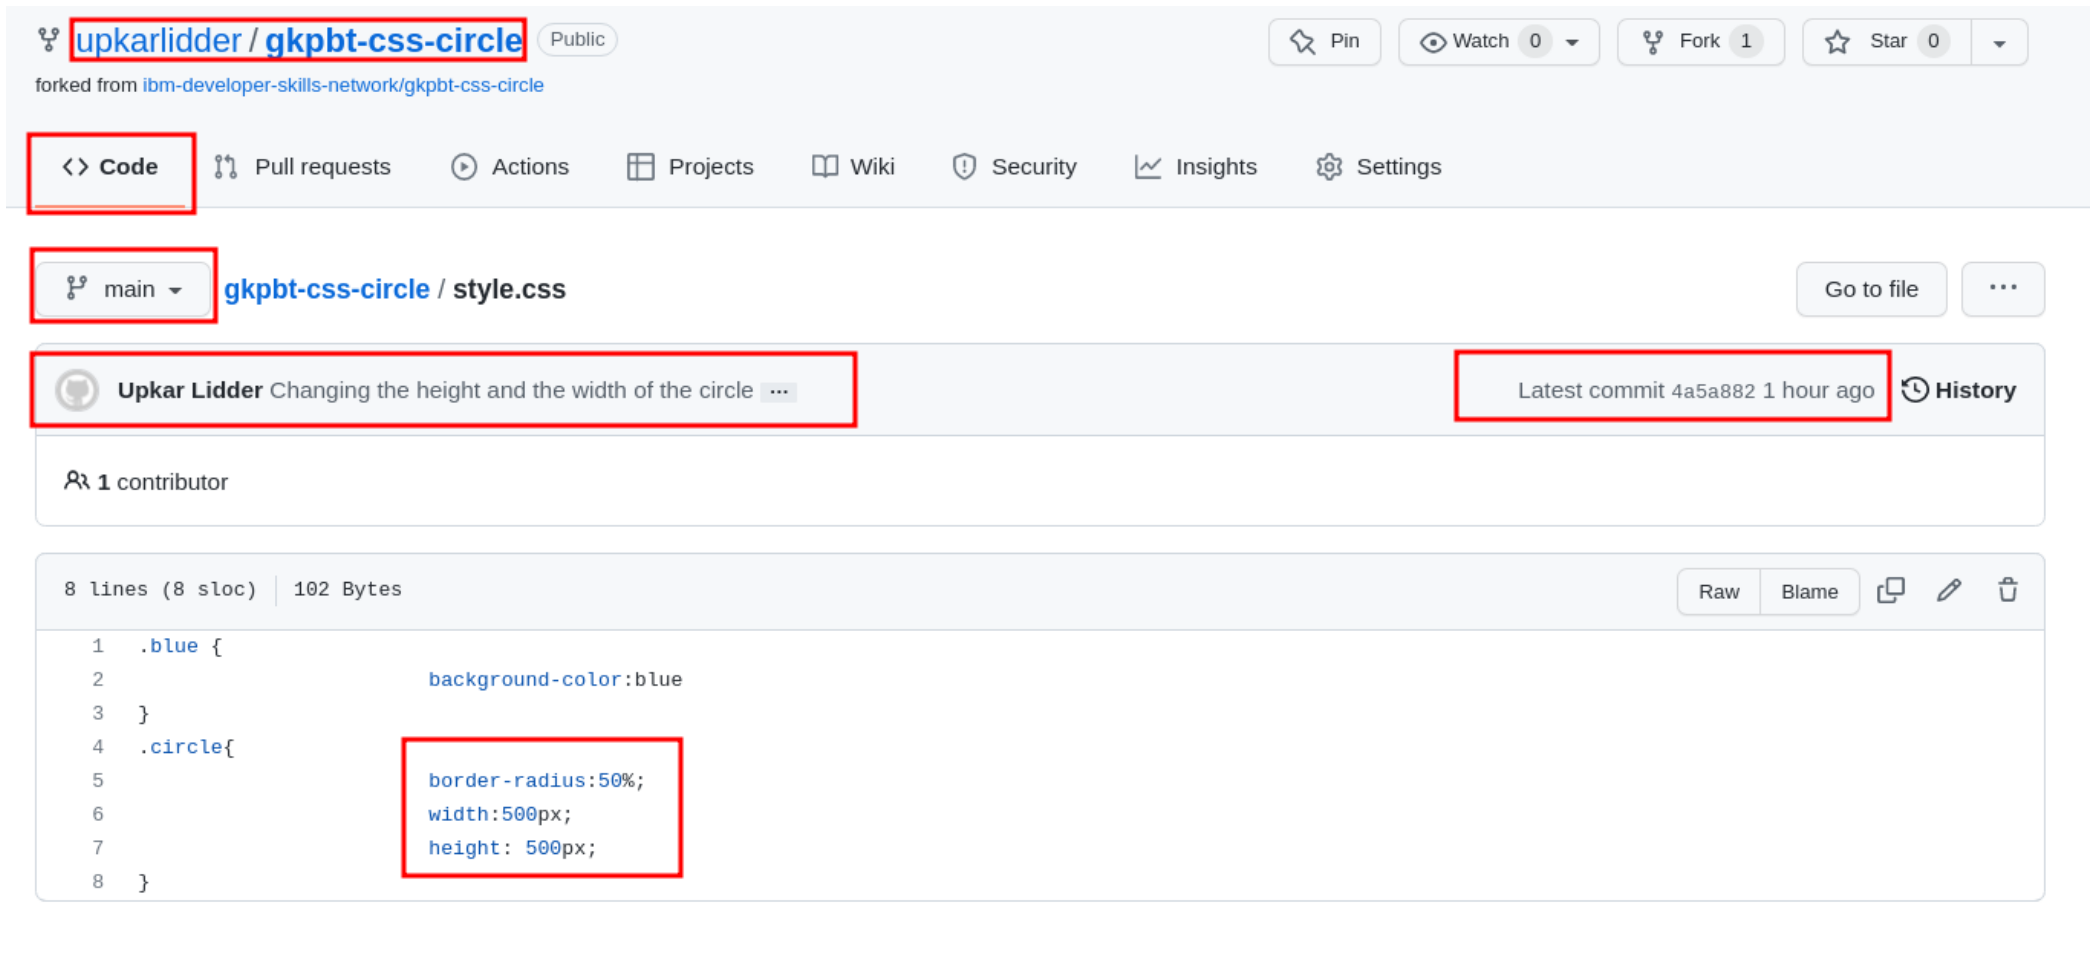 upkarlidder / gkpbt-css-circle Public Pin Watch 0 Fork 1 Star 0
forked from ibm-developer-skills-network/gkpbt-css-circle
<> Code Pull requests Actions Projects Wiki Security Insights Settings
main gkpbt-css-circle / style.css Go to file ...
Upkar Lidder Changing the height and the width of the circle ... Latest commit 4a5a882 1 hour ago History
1 contributor
8 lines (8 sloc) 102 Bytes Raw Blame
1 .blue {
2 background-color:blue
3 }
4 .circle{
5 border-radius:50%;
6 width:500px;
7 height: 500px;
8 }